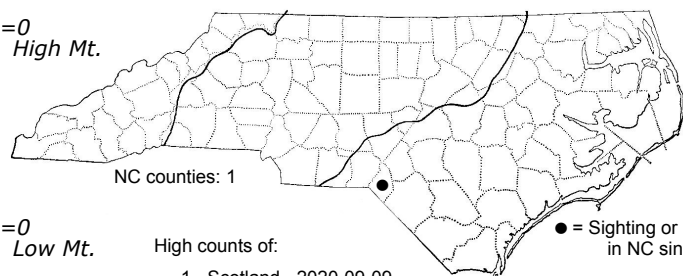 =0
High Mt.
NC counties: 1
=0
Low Mt.
High counts of:
● = Sighting or
in NC sin
1 - Scotland - 2020-09-09